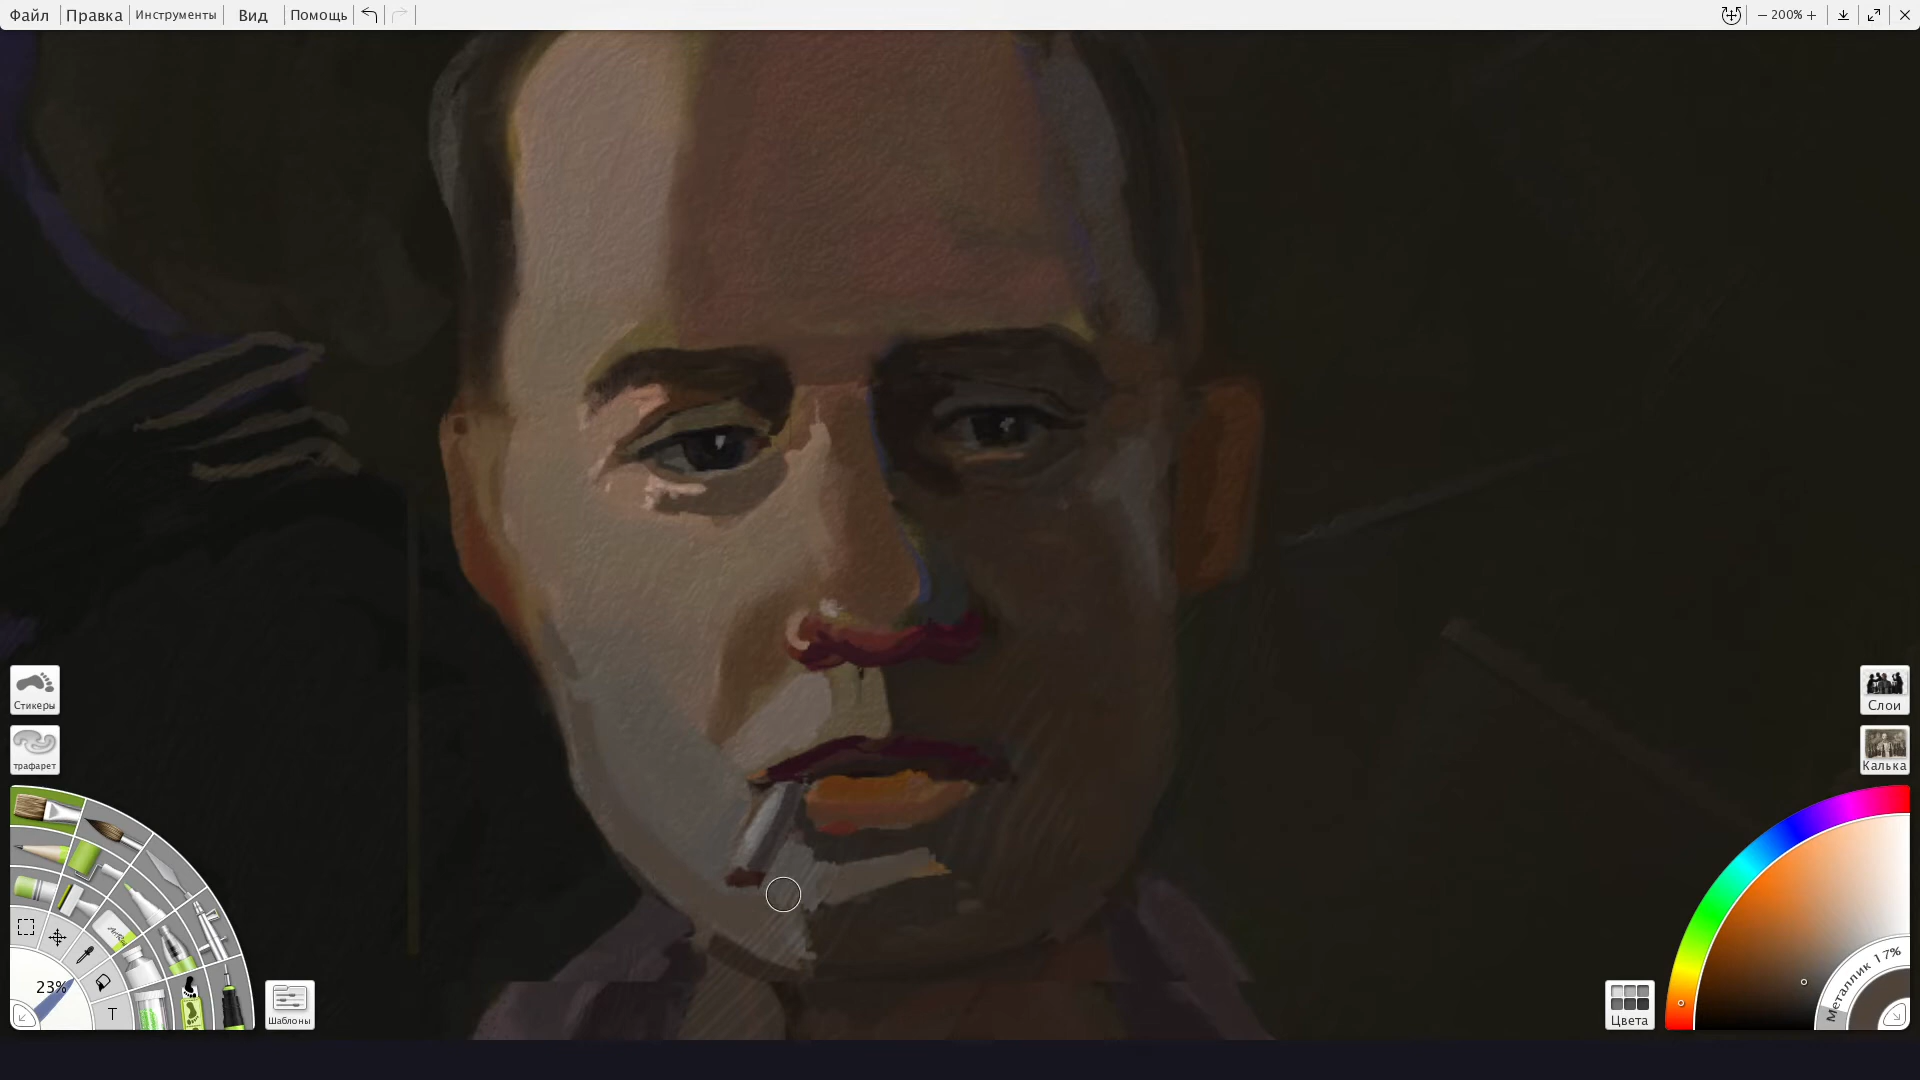 Файл Правка Инструменты Вид Помощь
200%
Стикеры
трафарет
23%
T
Шаблоны
Слои
Калька
Цвета
Металлик 17%